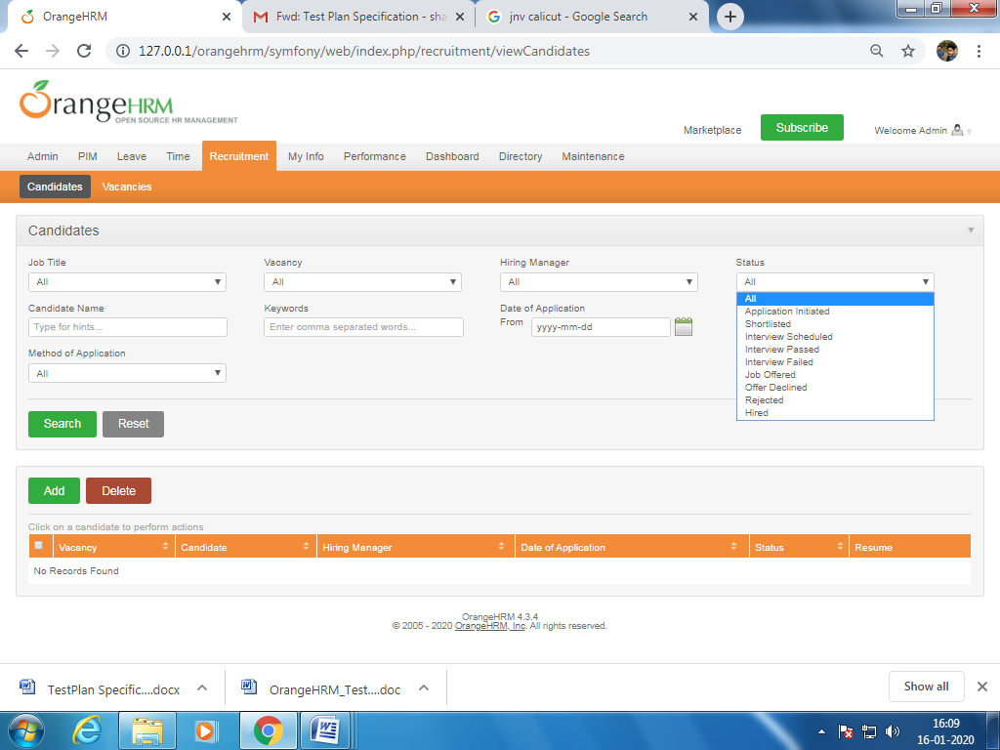 OrangeHRM
Fwd: Test Plan Specification - sha
jnv calicut - Google Search
127.0.0.1/orangehrm/symfony/web/index.php/recruitment/viewCandidates
OrangeHRM
OPEN SOURCE HR MANAGEMENT
Marketplace
Subscribe
Welcome Admin
Admin PIM Leave Time Recruitment My Info Performance Dashboard Directory Maintenance
Candidates Vacancies
Candidates
Job Title Vacancy Hiring Manager Status
All All All All
All
Application Initiated
Shortlisted
Interview Scheduled
Interview Passed
Interview Failed
Job Offered
Offer Declined
Rejected
Hired
Candidate Name Keywords Date of Application
Type for hints... Enter comma separated words... From yyyy-mm-dd
Method of Application
All
Search Reset
Add Delete
Click on a candidate to perform actions
Vacancy Candidate Hiring Manager Date of Application Status Resume
No Records Found
OrangeHRM 4.3.4
© 2005 - 2020 OrangeHRM, Inc. All rights reserved.
TestPlan Specific....docx OrangeHRM_Test....doc Show all
16:09
16-01-2020